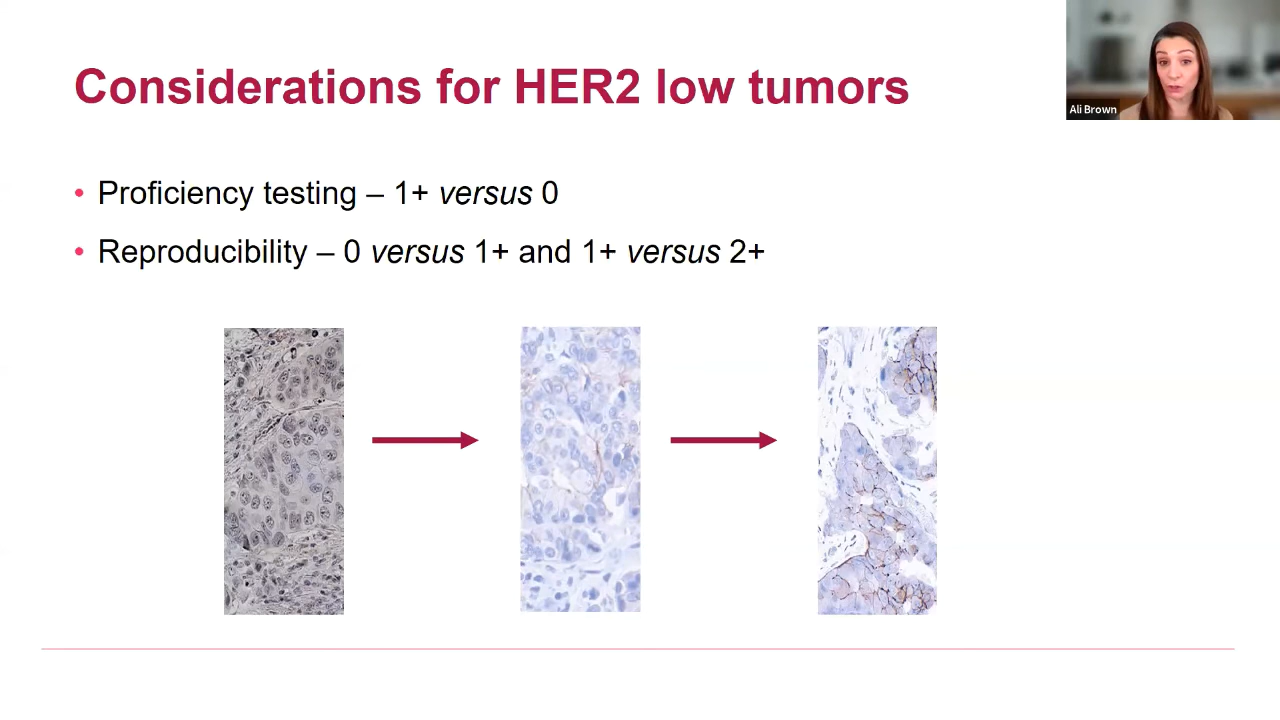 Considerations for HER2 low tumors
Ali Brown
• Proficiency testing – 1+ versus 0
• Reproducibility – 0 versus 1+ and 1+ versus 2+